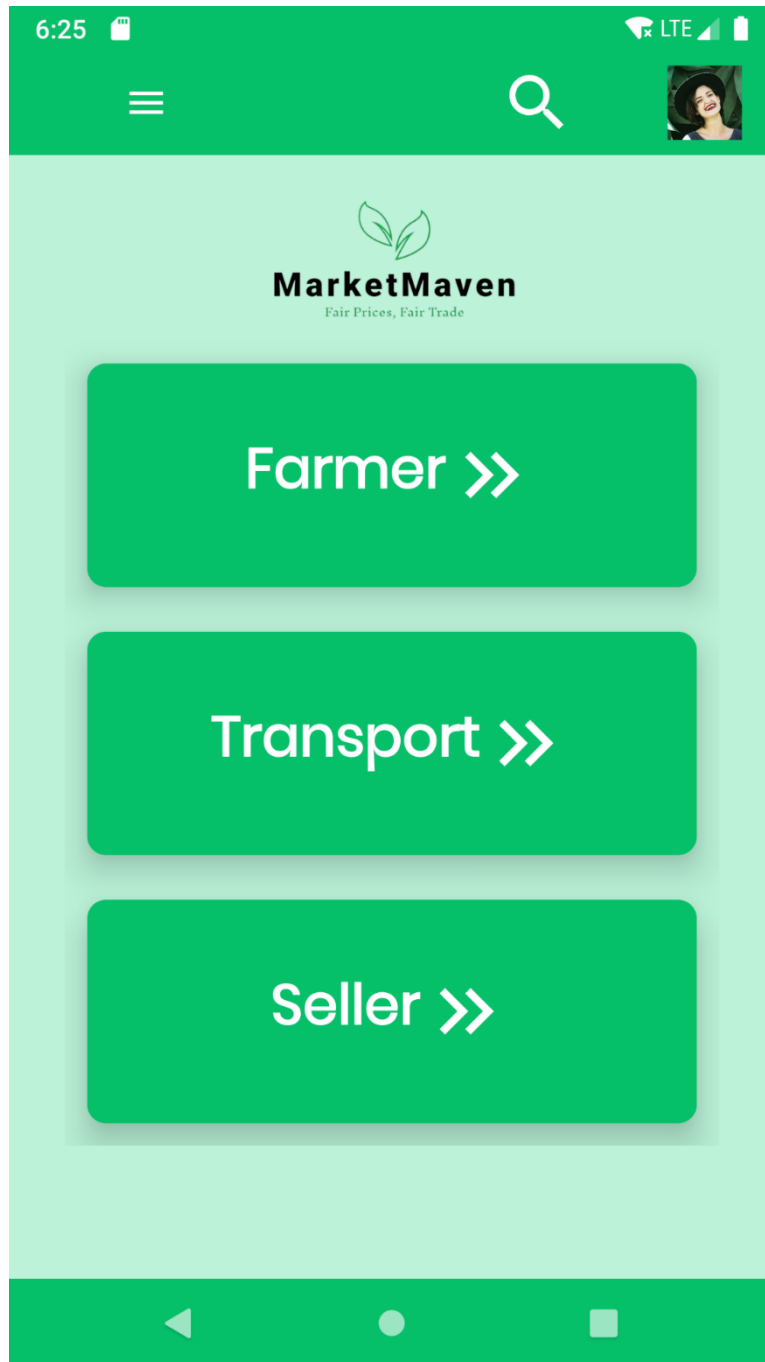 6:25 LTE
MarketMaven
Fair Prices, Fair Trade
Farmer >>
Transport >>
Seller >>